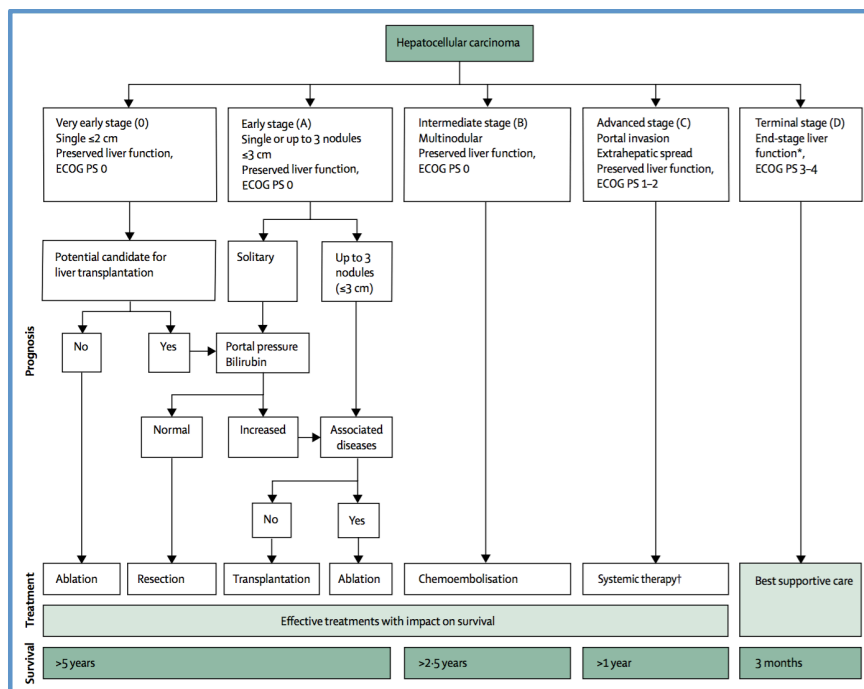 Hepatocellular carcinoma
Very early stage (0)
Single ≤2 cm
Preserved liver function,
ECOG PS 0
Early stage (A)
Single or up to 3 nodules
≤3 cm
Preserved liver function,
ECOG PS 0
Intermediate stage (B)
Multinodular
Preserved liver function,
ECOG PS 0
Advanced stage (C)
Portal invasion
Extrahepatic spread
Preserved liver function,
ECOG PS 1–2
Terminal stage (D)
End-stage liver
function*,
ECOG PS 3–4
Prognosis
Potential candidate for
liver transplantation
Solitary
Up to 3
nodules
(≤3 cm)
No
Yes
Portal pressure
Bilirubin
Normal
Increased
Associated
diseases
No
Yes
Treatment
Ablation
Resection
Transplantation
Ablation
Chemoembolisation
Systemic therapy†
Best supportive care
Effective treatments with impact on survival
Survival
>5 years
>2·5 years
>1 year
3 months